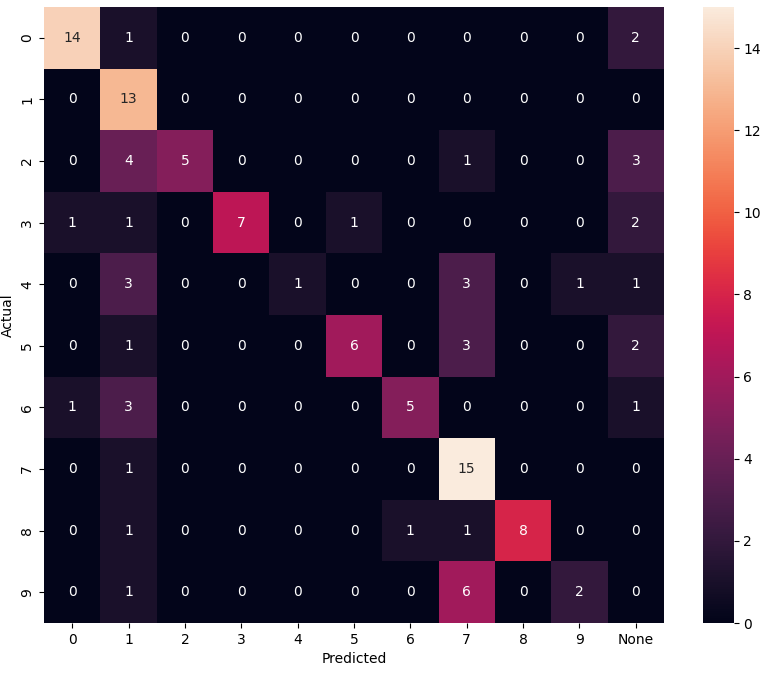 0 14 1 0 0 0 0 0 0 0 0 2
1 0 13 0 0 0 0 0 0 0 0 0
2 0 4 5 0 0 0 0 1 0 0 3
3 1 1 0 7 0 1 0 0 0 0 2
4 0 3 0 0 1 0 0 3 0 1 1
5 0 1 0 0 0 6 0 3 0 0 2
6 1 3 0 0 0 0 5 0 0 0 1
7 0 1 0 0 0 0 0 15 0 0 0
8 0 1 0 0 0 0 1 1 8 0 0
9 0 1 0 0 0 0 0 6 0 2 0
0 1 2 3 4 5 6 7 8 9 None
Predicted
Actual
14
12
10
8
6
4
2
0